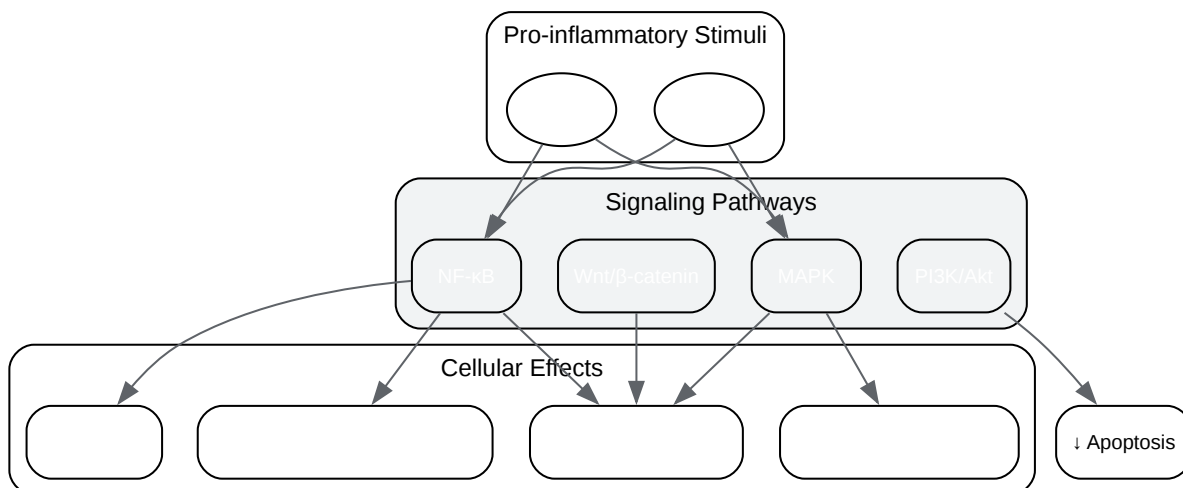 Pro-inflammatory Stimuli
Signaling Pathways
NF-κB
Wnt/β-catenin
MAPK
PI3K/Akt
Cellular Effects
↓ Apoptosis